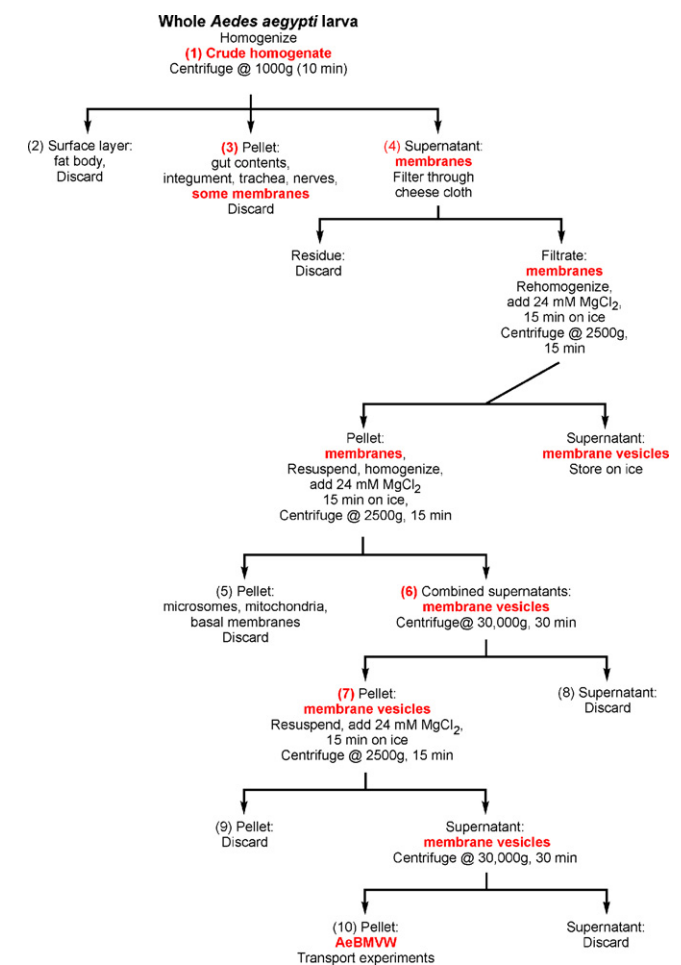 Whole Aedes aegypti larva
Homogenize
(1) Crude homogenate
Centrifuge @ 1000g (10 min)
(2) Surface layer:
fat body,
Discard
(3) Pellet:
gut contents,
integument, trachea, nerves,
some membranes
Discard
(4) Supernatant:
membranes
Filter through
cheese cloth
Residue:
Discard
Filtrate:
membranes
Rehomogenize,
add 24 mM MgCl2,
15 min on ice
Centrifuge @ 2500g,
15 min
Pellet:
membranes,
Resuspend, homogenize,
add 24 mM MgCl2
15 min on ice,
Centrifuge @ 2500g, 15 min
Supernatant:
membrane vesicles
Store on ice
(5) Pellet:
microsomes, mitochondria,
basal membranes
Discard
(6) Combined supernatants:
membrane vesicles
Centrifuge@ 30,000g, 30 min
(7) Pellet:
membrane vesicles
Resuspend, add 24 mM MgCl2,
15 min on ice
Centrifuge @ 2500g, 15 min
(8) Supernatant:
Discard
(9) Pellet:
Discard
Supernatant:
membrane vesicles
Centrifuge @ 30,000g, 30 min
(10) Pellet:
AeBMVW
Transport experiments
Supernatant:
Discard